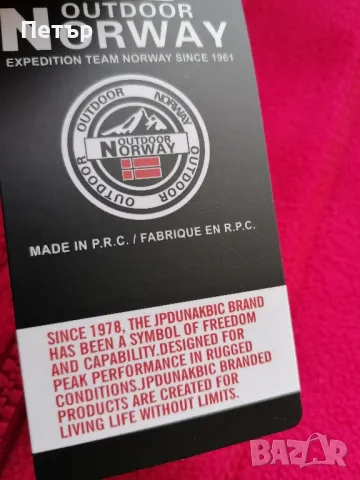 Петър
OUTDOOR
NORWAY
EXPEDITION TEAM NORWAY SINCE 1961
OUTDOOR NORWAY
OUTDOOR
NORWAY
OUTDOOR
OUTDOOR
OUTDOOR
MADE IN P.R.C. / FABRIQUE EN R.P.C.
SINCE 1978, THE JPDUNAKBIC BRAND
HAS BEEN A SYMBOL OF FREEDOM
AND CAPABILITY.DESIGNED FOR
PEAK PERFORMANCE IN RUGGED
CONDITIONS.JPDUNAKBIC BRANDED
PRODUCTS ARE CREATED FOR
LIVING LIFE WITHOUT LIMITS.
BAZAR